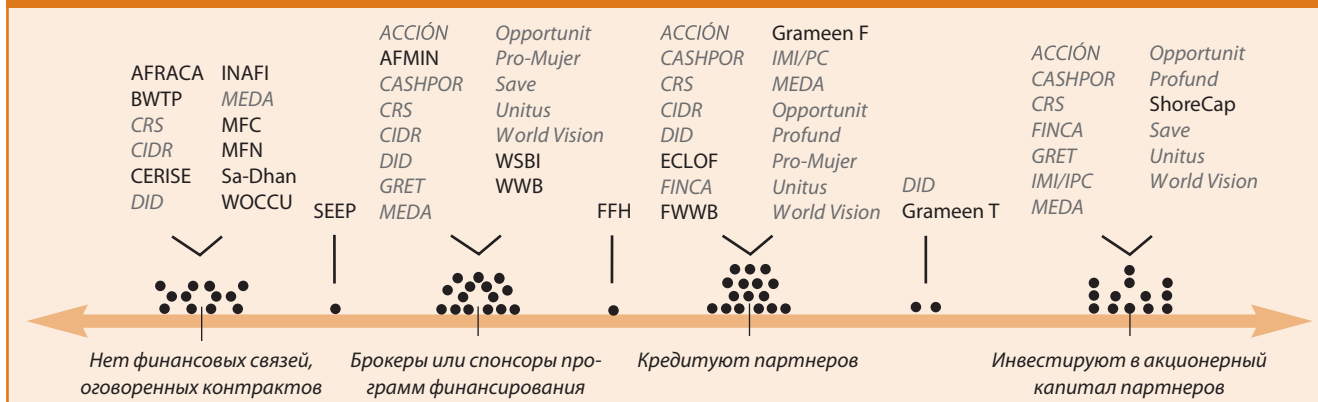 AFRACA INAFI
BWTP MEDA
CRS MFC
CIDR MFN
CERISE Sa-Dhan
DID WOCCU
SEEP
ACCIÓN Opportunit
AFMIN Pro-Mujer
CASHPOR Save
CRS Unitus
CIDR World Vision
DID WSBI
GRET WWB
MEDA
FFH
ACCIÓN Grameen F
CASHPOR IMI/PC
CRS MEDA
CIDR Opportunit
DID Profund
ECLOF Pro-Mujer
FINCA Unitus
FWWB World Vision
DID
Grameen T
ACCIÓN Opportunit
CASHPOR Profund
CRS ShoreCap
FINCA Save
GRET Unitus
IMI/IPC World Vision
MEDA
Нет финансовых связей,
оговоренных контрактов
Брокеры или спонсоры про-
грамм финансирования
Кредитуют партнеров
Инвестируют в акционерный
капитал партнеров